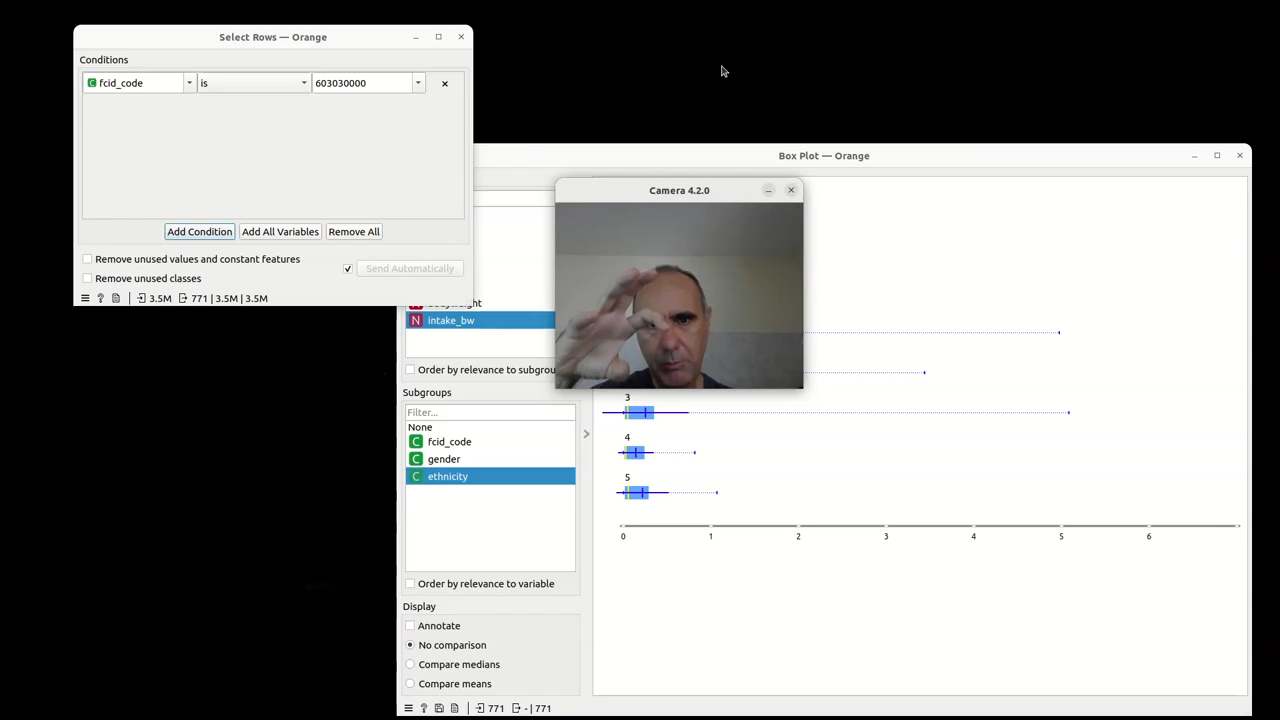 Select Rows — Orange
Conditions
C fcid_code
is
603030000
Add Condition
Add All Variables
Remove All
Remove unused values and constant features
Remove unused classes
Send Automatically
3.5M
771 | 3.5M | 3.5M
Box Plot — Orange
Camera 4.2.0
N intake_bw
Order by relevance to subgrou
Subgroups
Filter...
None
C fcid_code
C gender
C ethnicity
Order by relevance to variable
Display
Annotate
No comparison
Compare medians
Compare means
771
- | 771
3
4
5
0 1 2 3 4 5 6